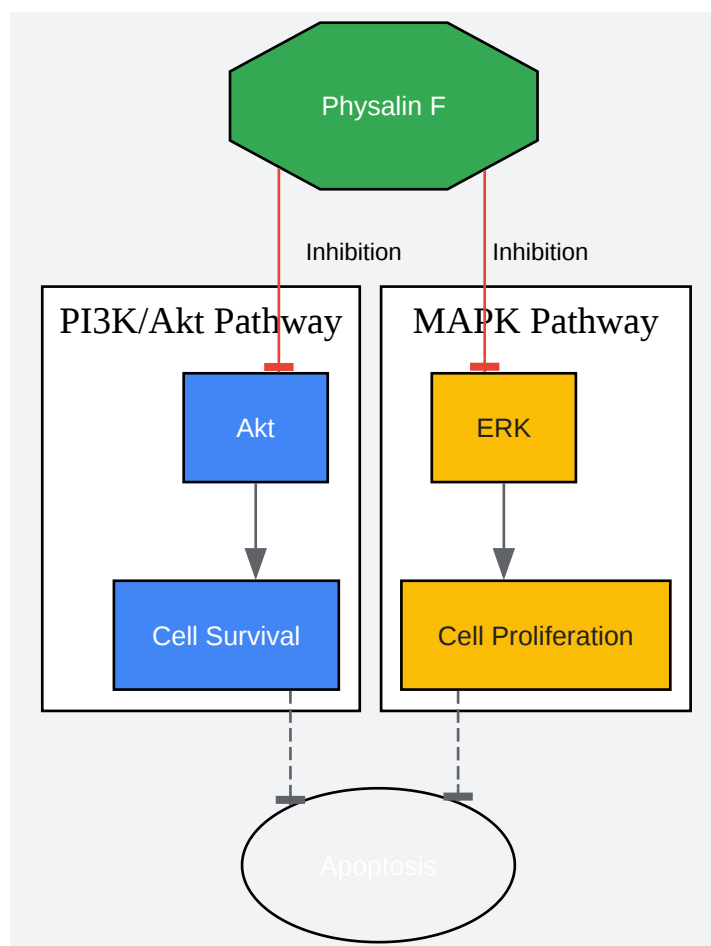 Physalin F
Inhibition
Inhibition
PI3K/Akt Pathway
MAPK Pathway
Akt
ERK
Cell Survival
Cell Proliferation
Apoptosis